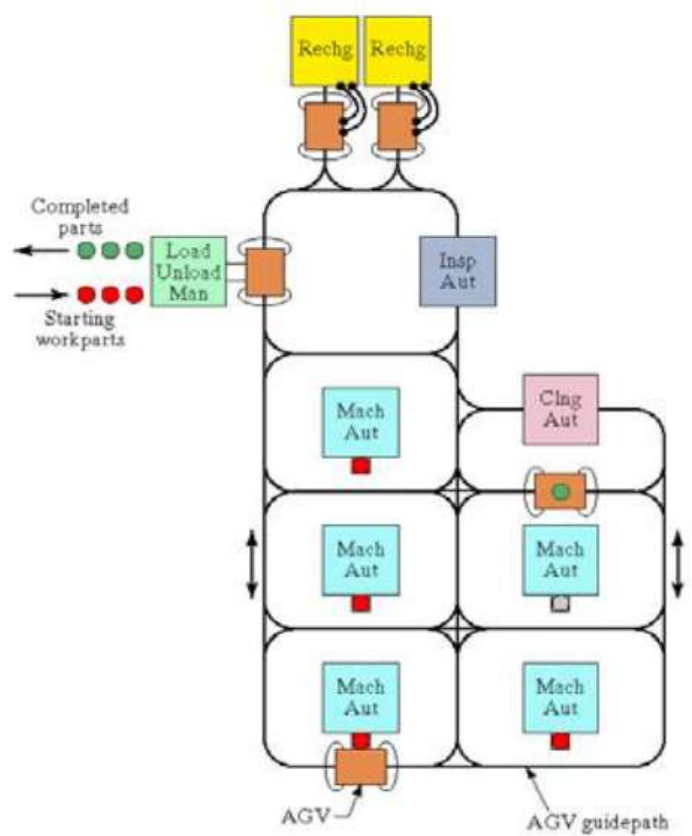 Rechg
Rechg
Completed
parts
Load
Unload
Man
Starting
workparts
Insp
Aut
Mach
Aut
Clng
Aut
Mach
Aut
Mach
Aut
Mach
Aut
Mach
Aut
AGV
AGV guidepath